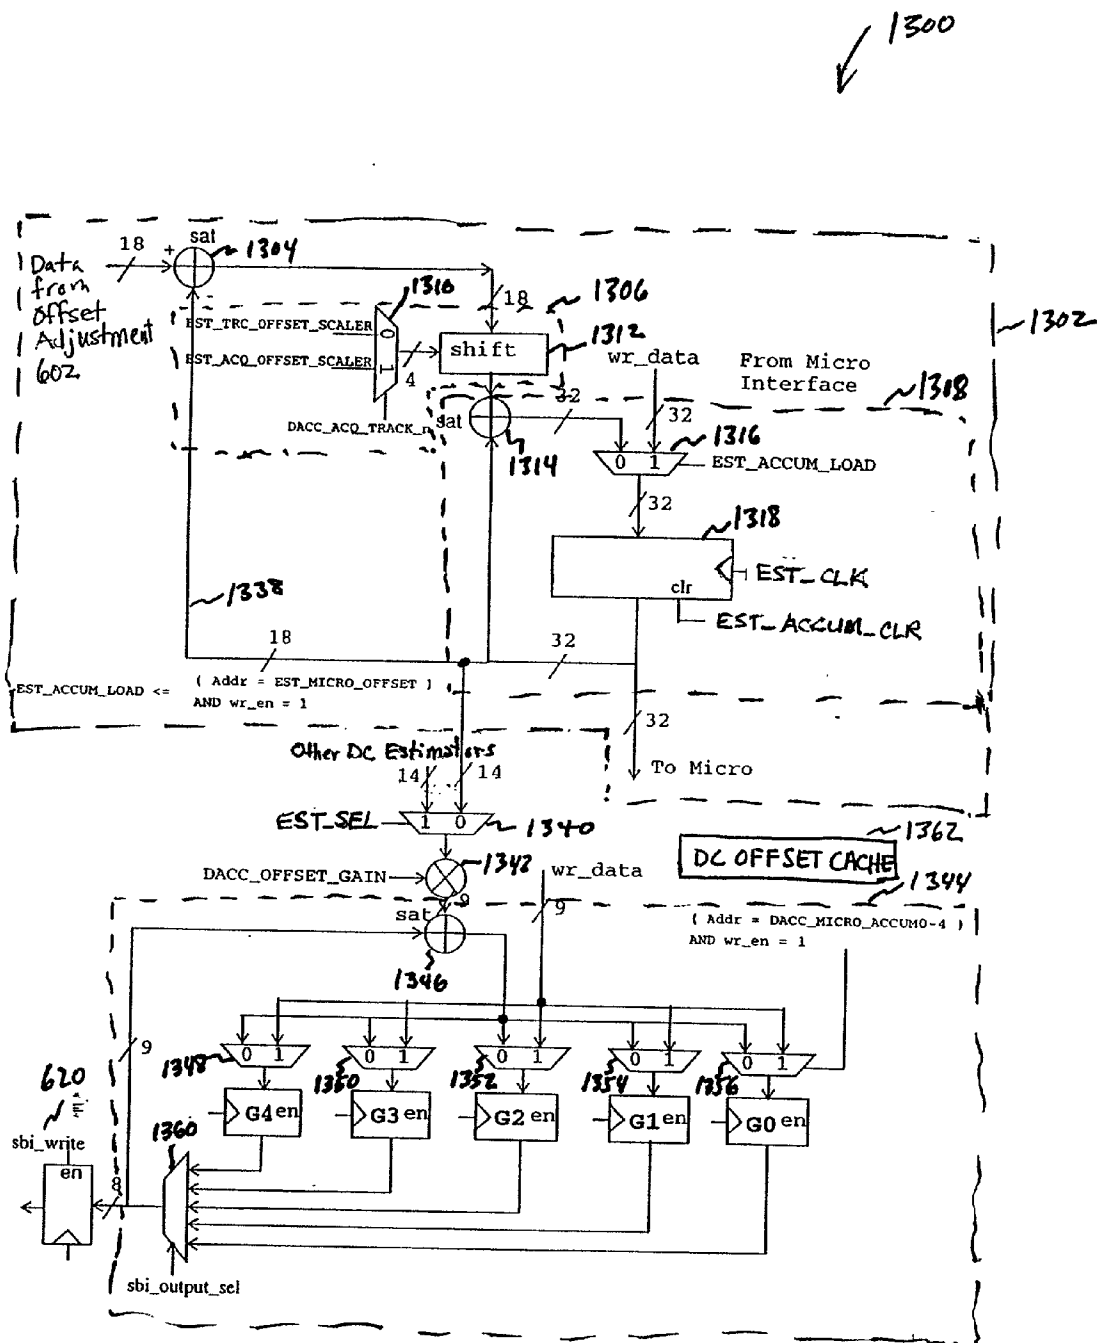 1300
sat
18
+
1304
Data
from
Offset
Adjustment
602
1310
18
1306
EST_TRC_OFFSET_SCALER
0
1312
1302
EST_ACQ_OFFSET_SCALER
1
4
shift
wr_data
From Micro
Interface
1308
32
32
DACC_ACQ_TRACK_n
sat
1314
0 1
1316
EST_ACCUM_LOAD
32
1318
EST_CLK
clr
EST_ACCUM_CLR
1338
18
32
EST_ACCUM_LOAD <=
( Addr = EST_MICRO_OFFSET )
AND wr_en = 1
32
To Micro
Other DC Estimators
14
14
EST_SEL
1 0
1340
1362
DC OFFSET CACHE
DACC_OFFSET_GAIN
1342
wr_data
1344
9
9
sat
( Addr = DACC_MICRO_ACCUM0-4 )
AND wr_en = 1
1346
9
0 1
0 1
0 1
0 1
0 1
1348
1350
1352
1354
1356
G4 en
G3 en
G2 en
G1 en
G0 en
620
sbi_write
en
1360
8
sbi_output_sel